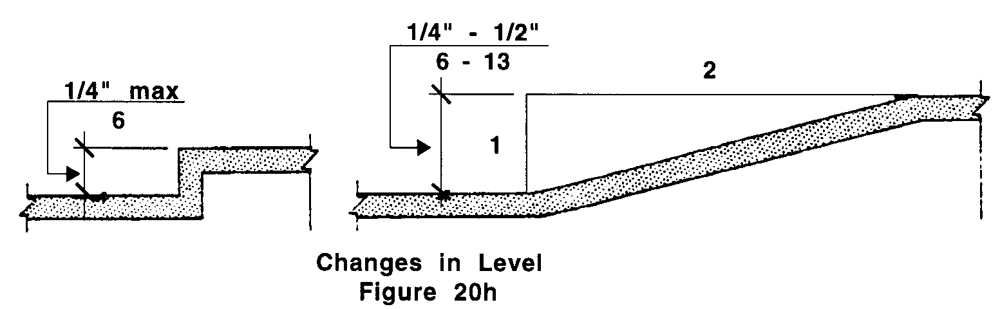 1/4" max
6
1/4" - 1/2"
6 - 13
1
2
Changes in Level
Figure 20h